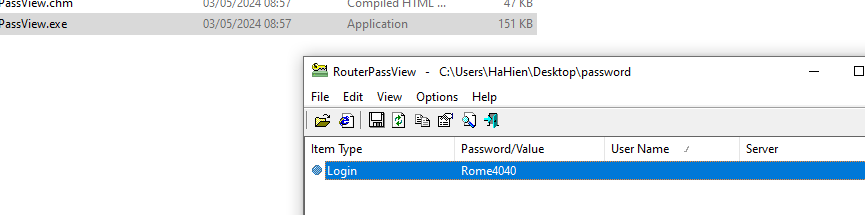 PassView.chm 03/05/2024 08:57 Compiled HTML ... 47 KB
PassView.exe 03/05/2024 08:57 Application 151 KB
RouterPassView - C:\Users\HaHien\Desktop\password
File Edit View Options Help
Item Type Password/Value User Name Server
Login Rome4040